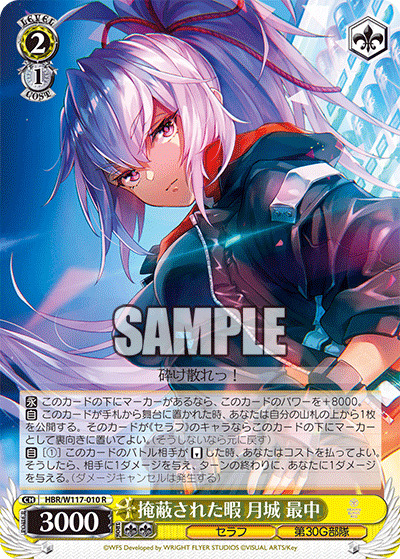 LEVEL
2
1
COST
SAMPLE
砕け散れっ！
永 このカードの下にマーカーがあるなら、このカードのパワーを＋8000。
自 このカードが手札から舞台に置かれた時、あなたは自分の山札の上から1枚
を公開する。そのカードが《セラフ》のキャラならこのカードの下にマーカー
として裏向きに置いてよい。（そうしないなら元に戻す）
自 ［①］ このカードのバトル相手が した時、あなたはコストを払ってよい。
そうしたら、相手に1ダメージを与え、ターンの終わりに、あなたに1ダメージ
を与える。（ダメージキャンセルは発生する）
CH HBR/W117-010 R
3000
掩蔽された暇 月城 最中
セラフ
第30G部隊
©WFS Developed by WRIGHT FLYER STUDIOS ©VISUAL ARTS/Key